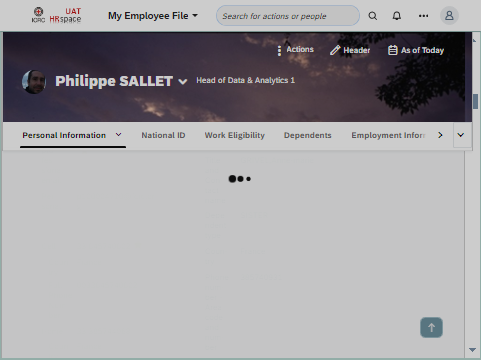 ICRC
UAT
HRspace
My Employee File
Search for actions or people
Actions
Header
As of Today
Philippe SALLET
Head of Data & Analytics 1
Personal Information
National ID
Work Eligibility
Dependents
Employment Infor